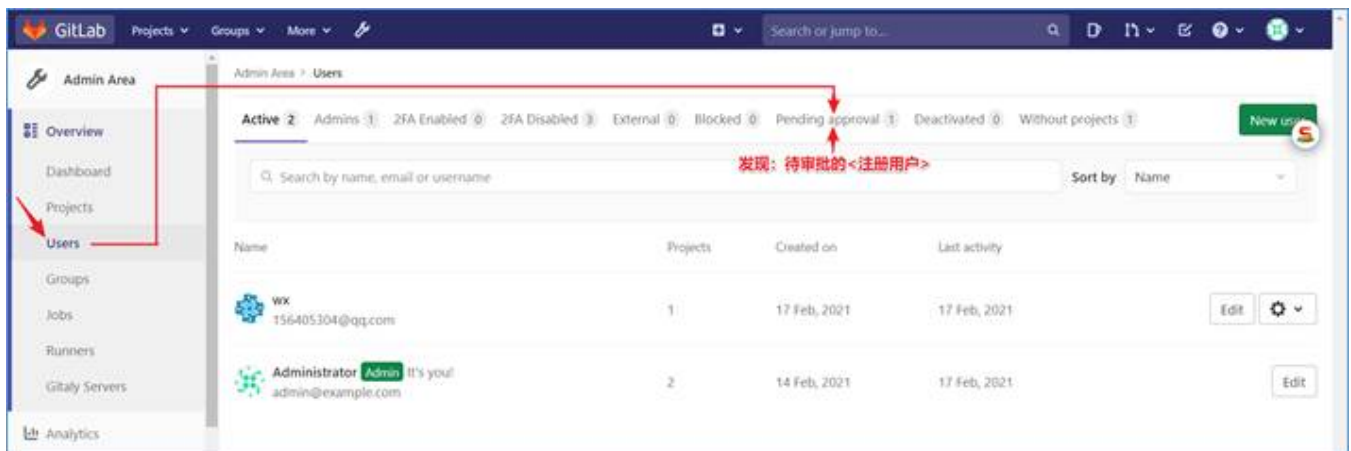 GitLab Projects Groups More Search or jump to...
Admin Area
Admin Area > Users
Active 2 Admins 1 2FA Enabled 0 2FA Disabled 3 External 0 Blocked 0 Pending approval 1 Deactivated 0 Without projects 1 New user
Overview
发现：待审批的<注册用户>
Dashboard
Search by name, email or username Sort by Name
Projects
Users
Name Projects Created on Last activity
Groups
Jobs
wx
156405304@qq.com 1 17 Feb, 2021 17 Feb, 2021 Edit
Runners
Administrator Admin It's you!
admin@example.com 2 14 Feb, 2021 17 Feb, 2021 Edit
Gitaly Servers
Analytics